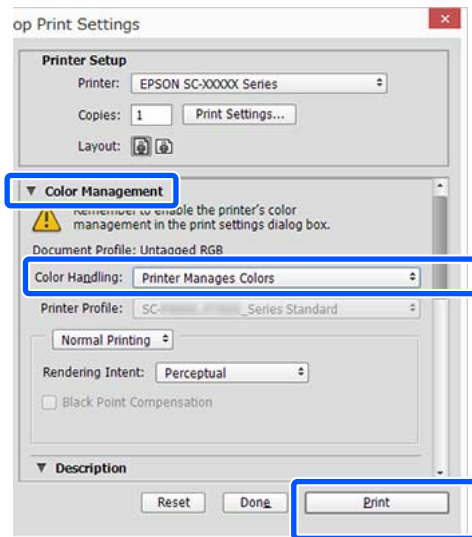 op Print Settings
Printer Setup
Printer: EPSON SC-XXXXX Series
Copies: 1 Print Settings...
Layout:
Color Management
Remember to enable the printer's color
management in the print settings dialog box.
Document Profile: Untagged RGB
Color Handling: Printer Manages Colors
Printer Profile: SC- _Series Standard
Normal Printing
Rendering Intent: Perceptual
Black Point Compensation
Description
Reset Done Print